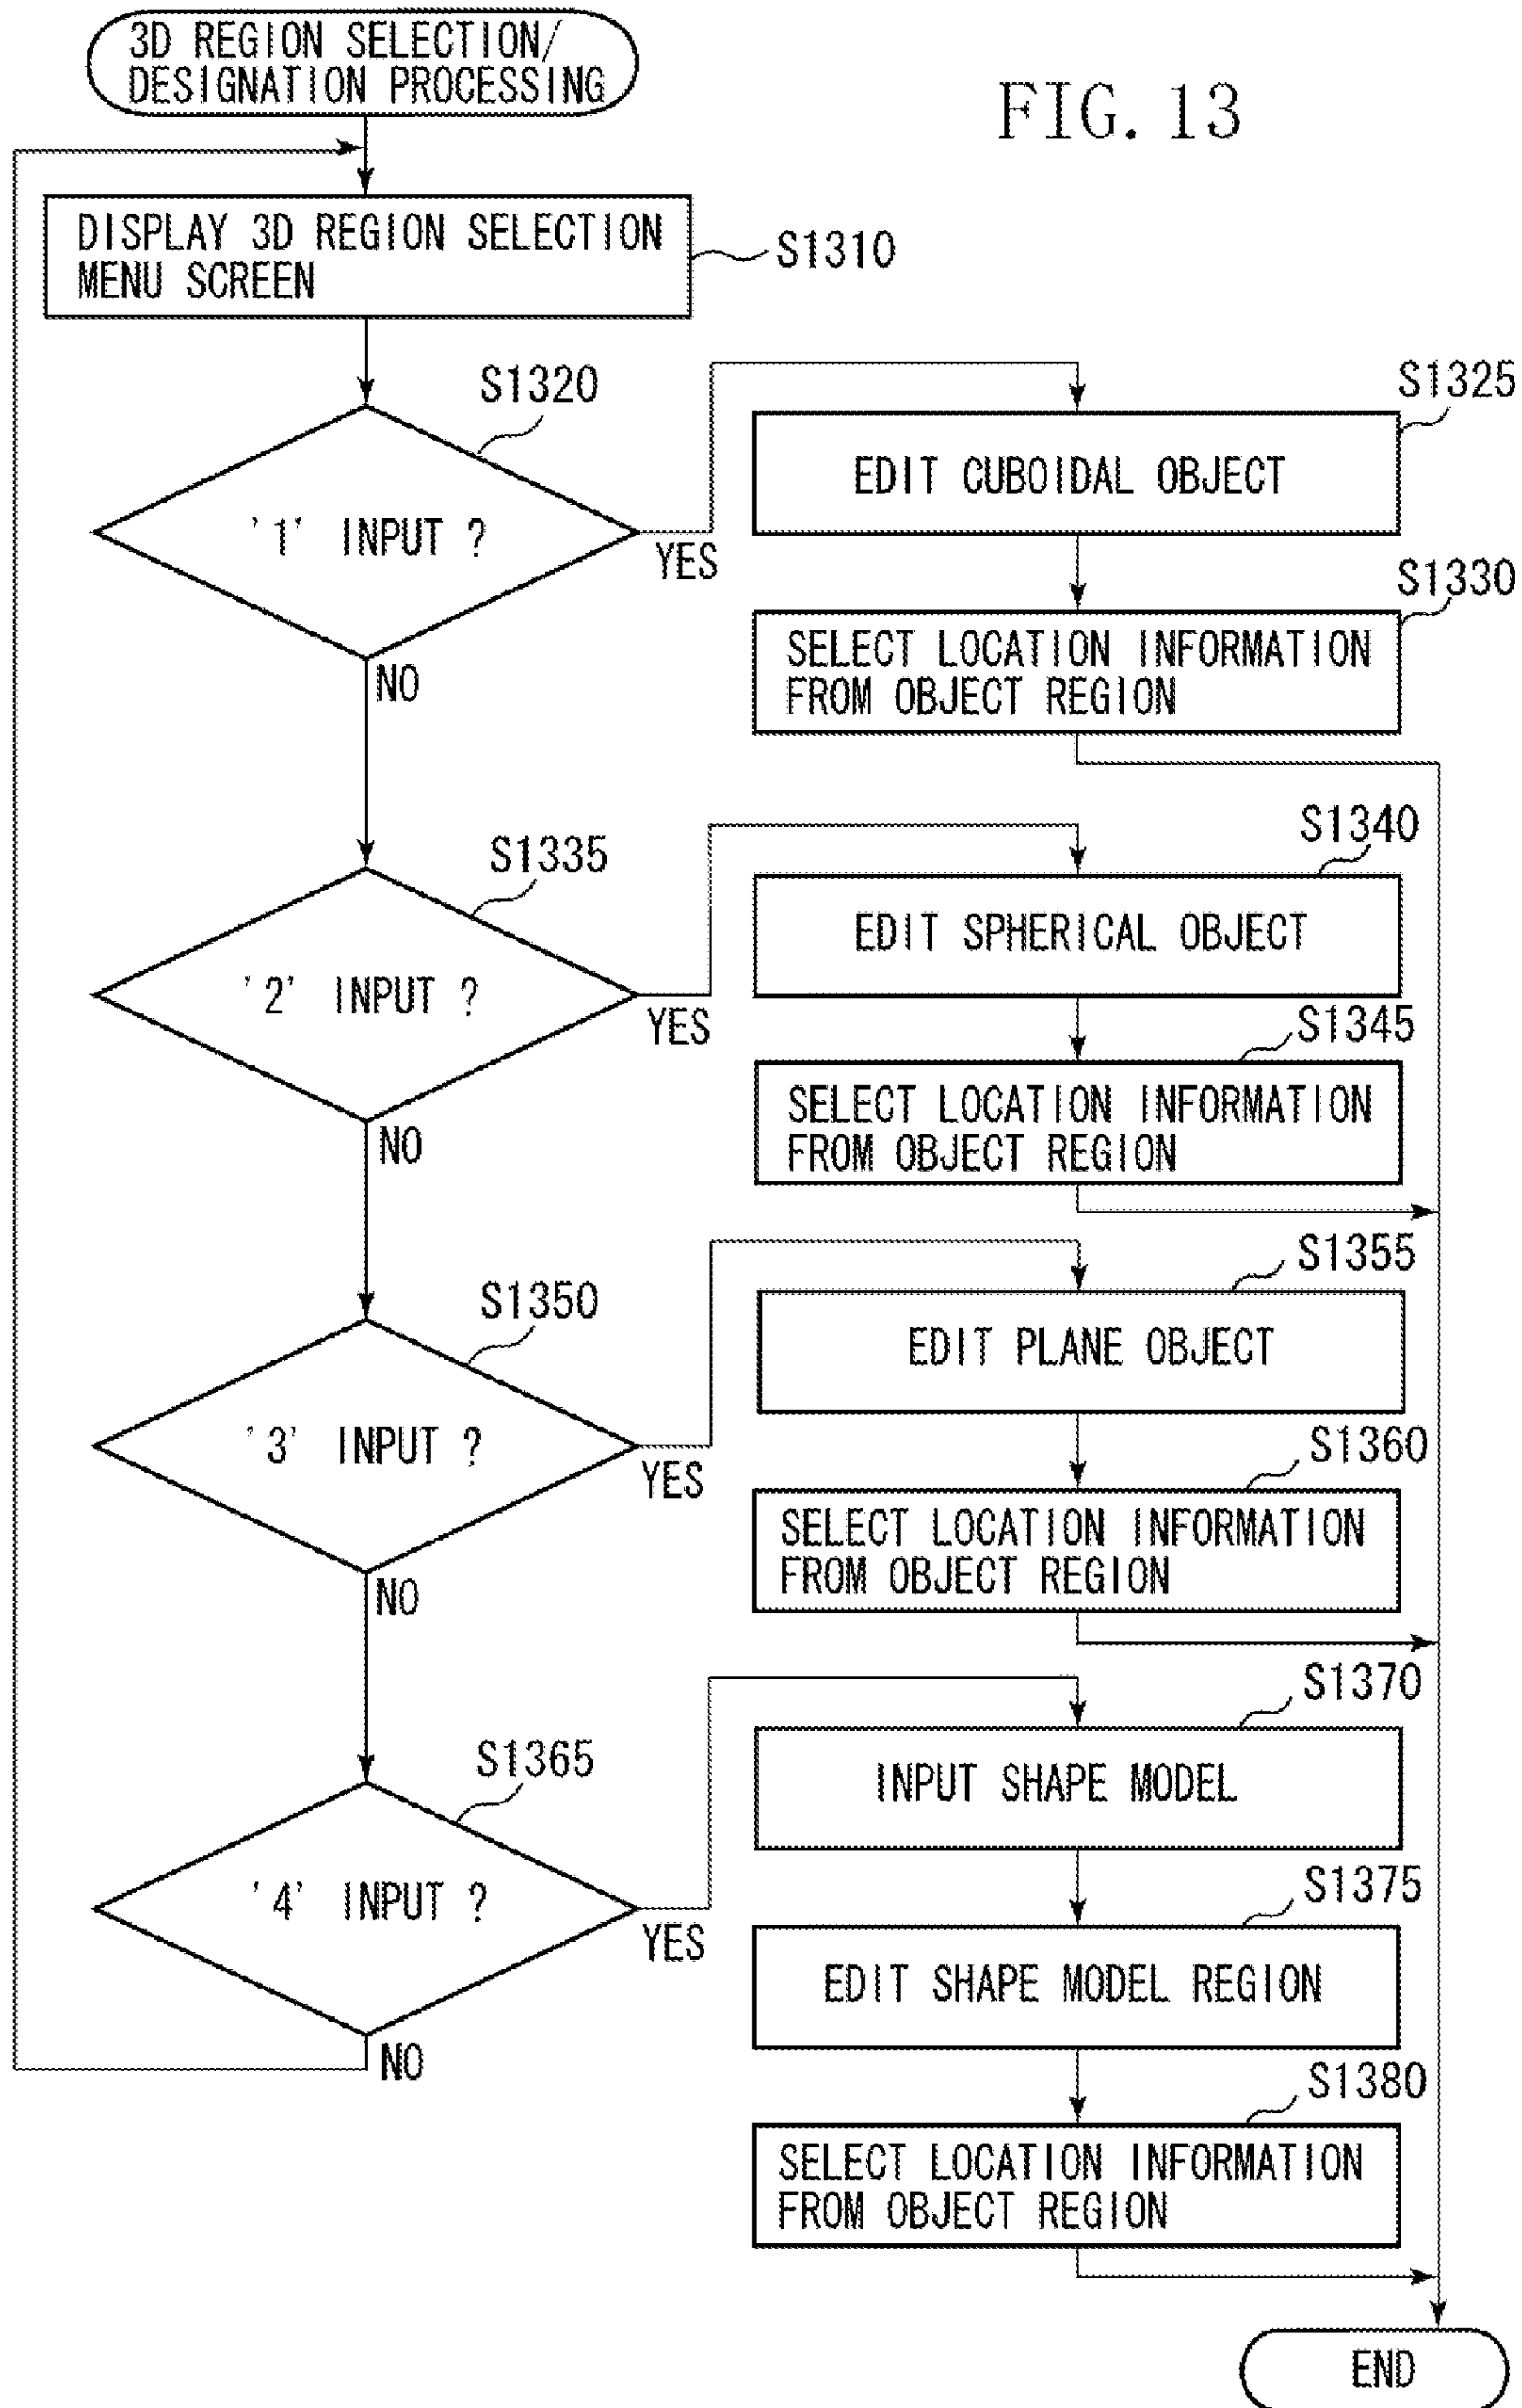 3D REGION SELECTION/
DESIGNATION PROCESSING
FIG. 13
DISPLAY 3D REGION SELECTION
MENU SCREEN
S1310
S1320
'1' INPUT ?
YES
NO
S1325
EDIT CUBOIDAL OBJECT
S1330
SELECT LOCATION INFORMATION
FROM OBJECT REGION
S1335
'2' INPUT ?
YES
NO
S1340
EDIT SPHERICAL OBJECT
S1345
SELECT LOCATION INFORMATION
FROM OBJECT REGION
S1350
'3' INPUT ?
YES
NO
S1355
EDIT PLANE OBJECT
S1360
SELECT LOCATION INFORMATION
FROM OBJECT REGION
S1365
'4' INPUT ?
YES
NO
S1370
INPUT SHAPE MODEL
S1375
EDIT SHAPE MODEL REGION
S1380
SELECT LOCATION INFORMATION
FROM OBJECT REGION
END